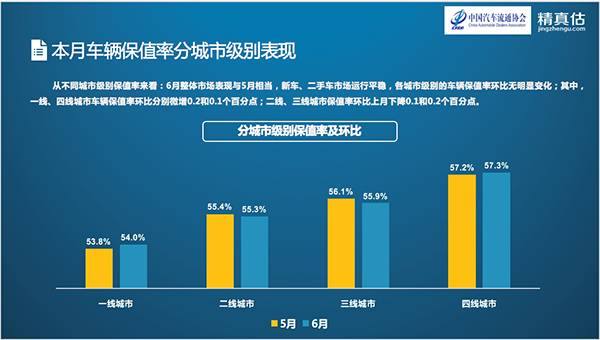 中国汽车流通协会
China Automobile Dealers Association
CADA
精真估
jingzhengu.com
本月车辆保值率分城市级别表现
从不同城市级别保值率来看：6月整体市场表现与5月相当，新车、二手车市场运行平稳，各城市级别的车辆保值率环比无明显变化；其中，
一线、四线城市车辆保值率环比分别微增0.2和0.1个百分点；二线、三线城市保值率环比上月下降0.1和0.2个百分点。
分城市级别保值率及环比
53.8% 54.0% 55.4% 55.3% 56.1% 55.9% 57.2% 57.3%
一线城市 二线城市 三线城市 四线城市
5月 6月